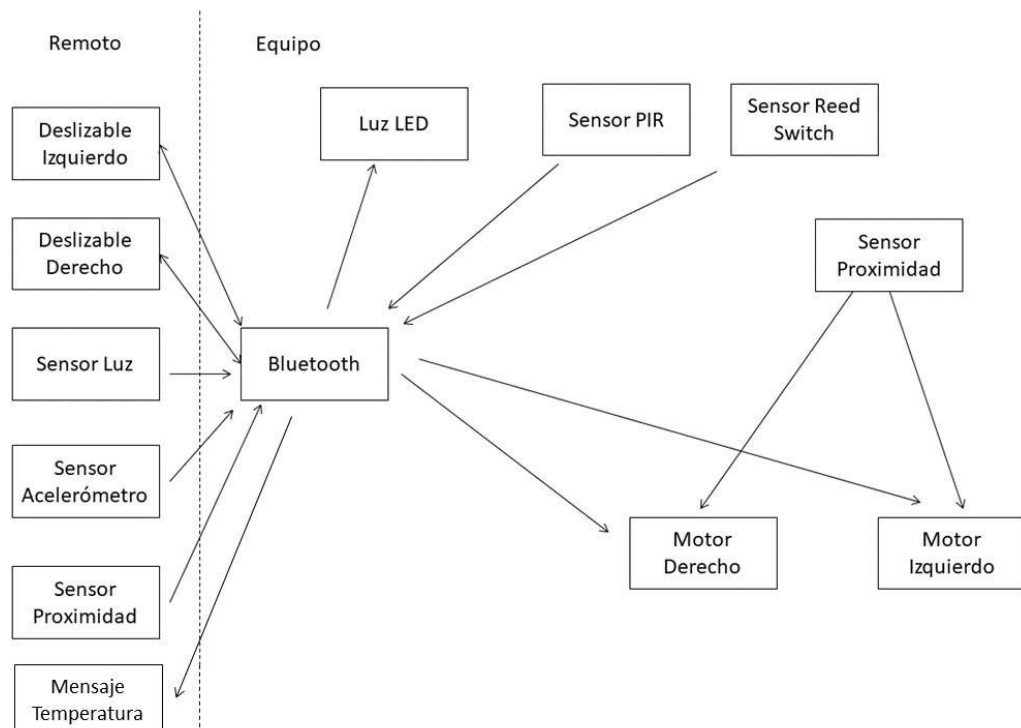 Remoto
Equipo
Deslizable
Izquierdo
Luz LED
Sensor PIR
Sensor Reed
Switch
Deslizable
Derecho
Sensor
Proximidad
Sensor Luz
Bluetooth
Sensor
Acelerómetro
Motor
Derecho
Motor
Izquierdo
Sensor
Proximidad
Mensaje
Temperatura